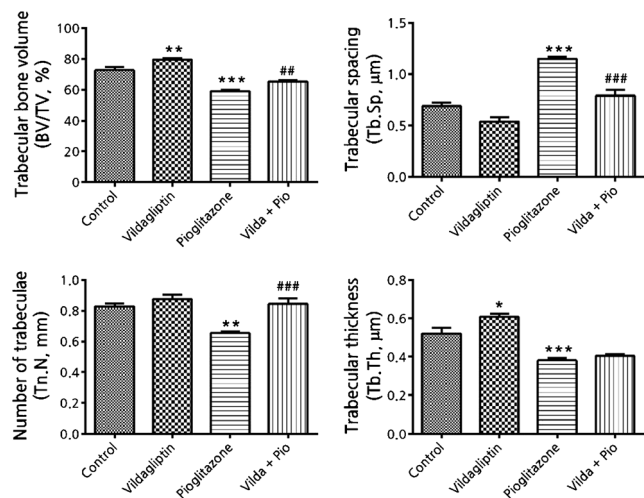 Trabecular bone volume
(BV/TV, %)
100
80
60
40
20
0
**
***
##
Control
Vildagliptin
Pioglitazone
Vilda + Pio
Trabecular spacing
(Tb.Sp, μm)
1.5
1.0
0.5
0.0
***
###
Control
Vildagliptin
Pioglitazone
Vilda + Pio
Number of trabeculae
(Tn.N, mm)
1.0
0.8
0.6
0.4
0.2
0.0
**
###
Control
Vildagliptin
Pioglitazone
Vilda + Pio
Trabecular thickness
(Tb.Th, μm)
0.8
0.6
0.4
0.2
0.0
*
***
Control
Vildagliptin
Pioglitazone
Vilda + Pio